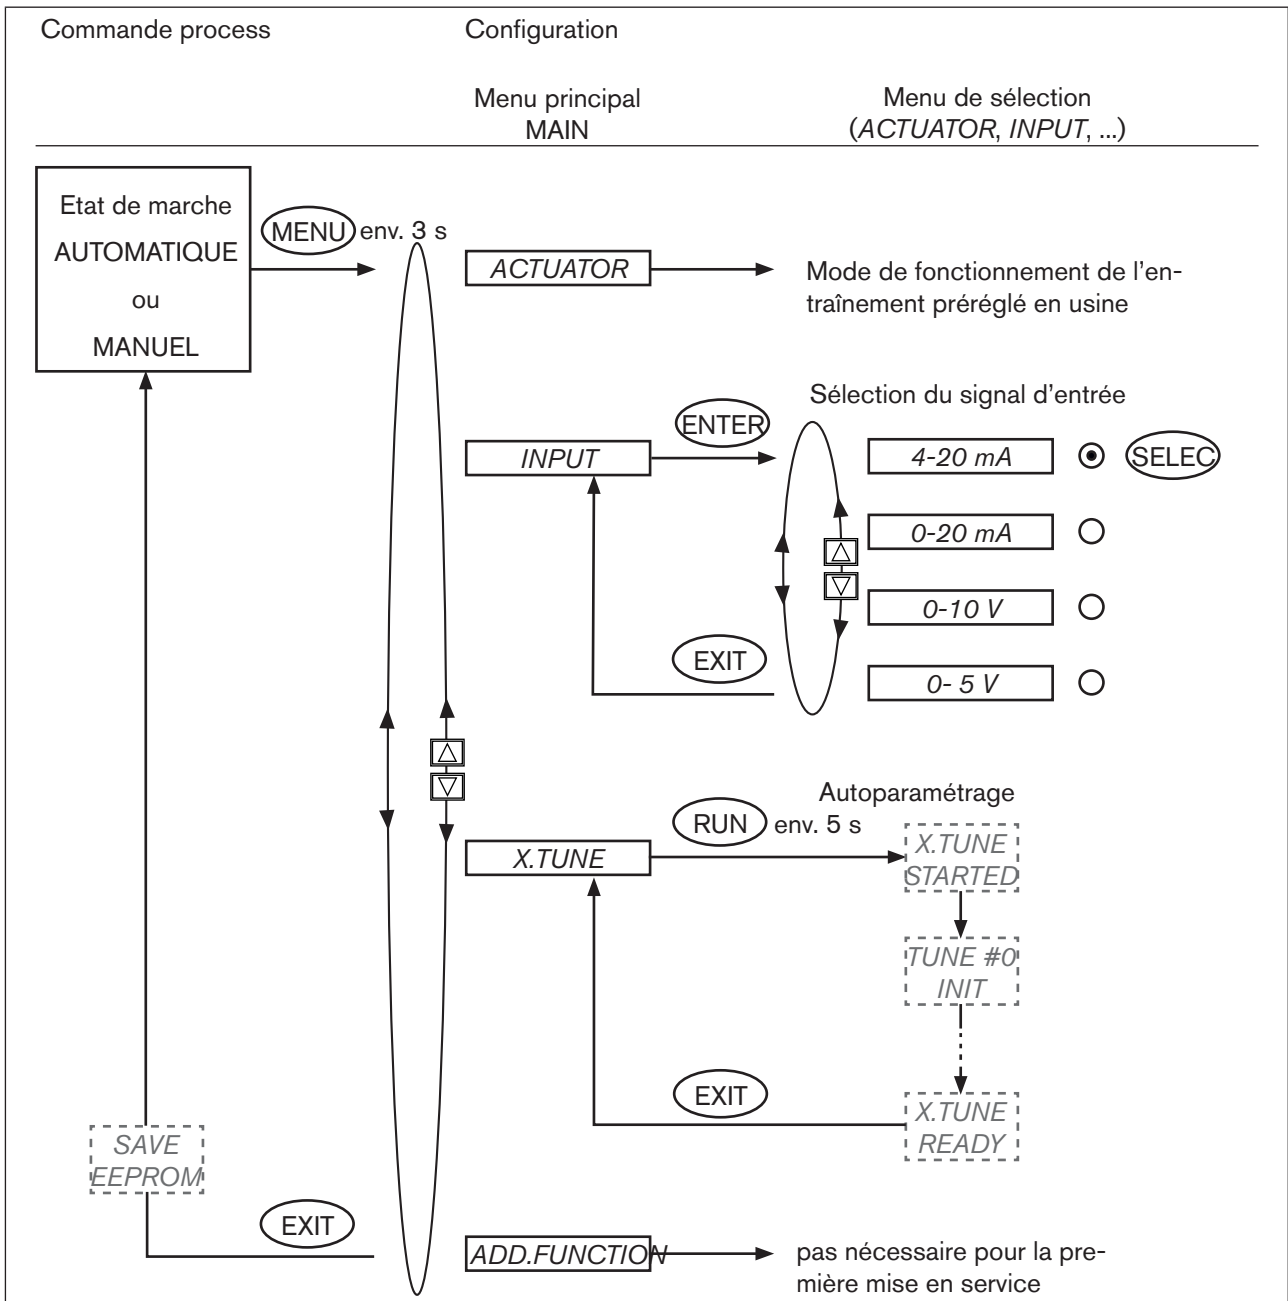 Commande process
Configuration
Menu principal
MAIN
Menu de sélection
(ACTUATOR, INPUT, ...)
Etat de marche
AUTOMATIQUE
ou
MANUEL
MENU env. 3 s
ACTUATOR
Mode de fonctionnement de l'en-
traînement préréglé en usine
Sélection du signal d'entrée
INPUT
ENTER
4-20 mA
SELEC
0-20 mA
0-10 V
EXIT
0- 5 V
Autoparamétrage
X.TUNE
RUN env. 5 s
X.TUNE
STARTED
TUNE #0
INIT
EXIT
X.TUNE
READY
SAVE
EEPROM
EXIT
ADD.FUNCTION
pas nécessaire pour la pre-
mière mise en service